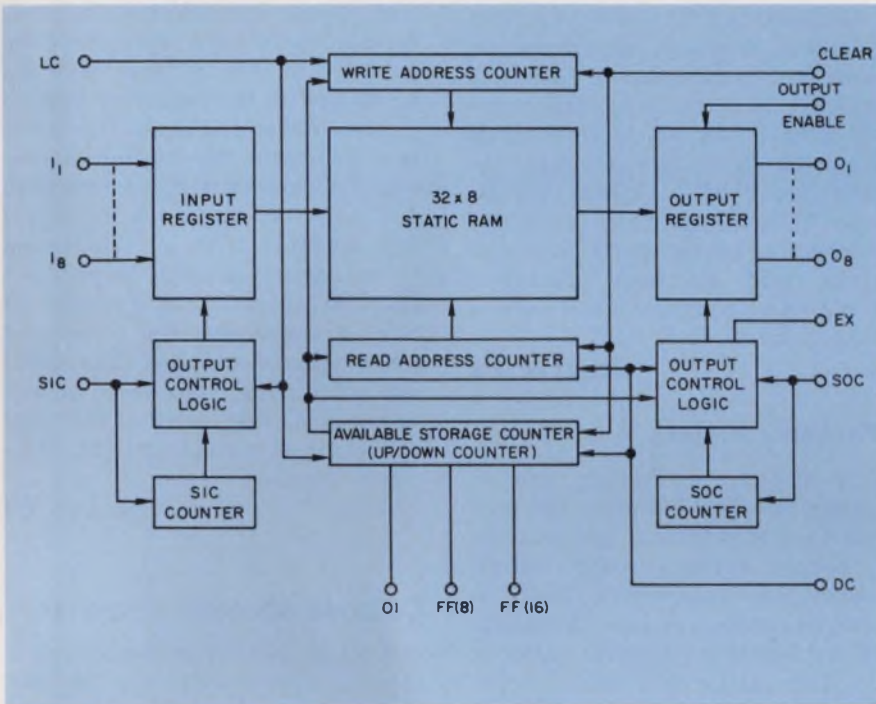 LC
WRITE ADDRESS COUNTER
CLEAR
OUTPUT
ENABLE
I1
I8
INPUT
REGISTER
32 x 8
STATIC RAM
OUTPUT
REGISTER
O1
O8
EX
SIC
OUTPUT
CONTROL
LOGIC
READ ADDRESS COUNTER
OUTPUT
CONTROL
LOGIC
SOC
AVAILABLE STORAGE COUNTER
(UP/DOWN COUNTER)
SIC
COUNTER
SOC
COUNTER
DC
OI
FF(8)
FF(16)